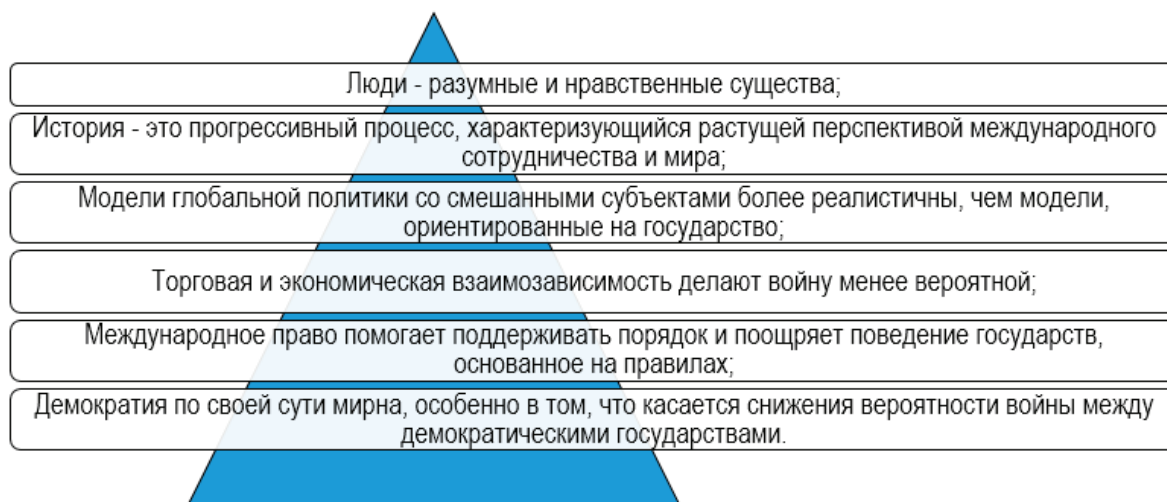 Люди - разумные и нравственные существа;
История - это прогрессивный процесс, характеризующийся растущей перспективой международного
сотрудничества и мира;
Модели глобальной политики со смешанными субъектами более реалистичны, чем модели,
ориентированные на государство;
Торговая и экономическая взаимозависимость делают войну менее вероятной;
Международное право помогает поддерживать порядок и поощряет поведение государств,
основанное на правилах;
Демократия по своей сути мирна, особенно в том, что касается снижения вероятности войны между
демократическими государствами.